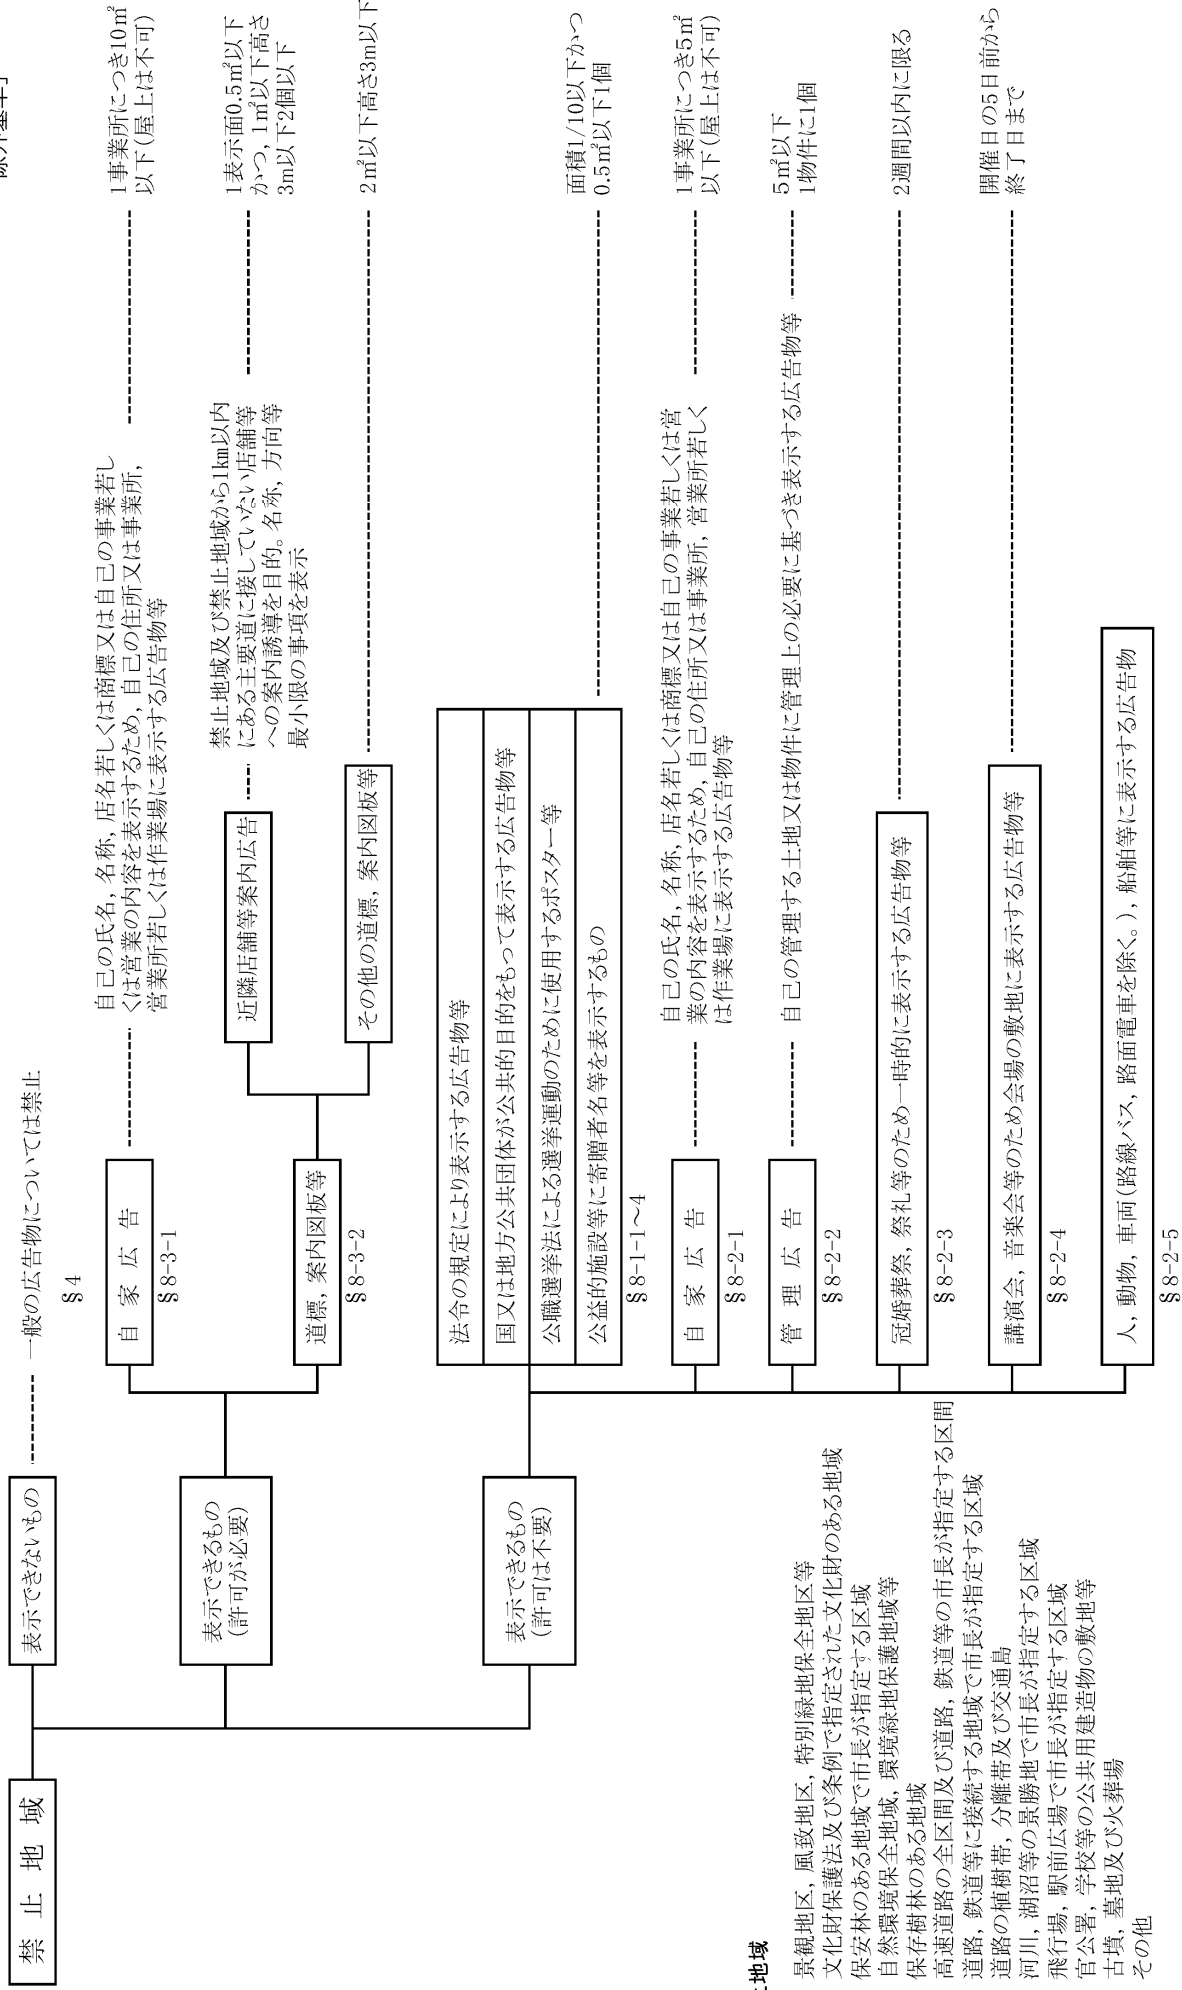 禁止地域
表示できないもの
一般の広告物については禁止
§4
表示できるもの
(許可が必要)
自家広告
§8-3-1
自己の氏名，名称，店名若しくは商標又は自己の事業若し
くは営業の内容を表示するため，自己の住所又は事業所，
営業所若しくは作業場に表示する広告物等
1事業所につき10㎡
以下(屋上は不可)
道標，案内図板等
§8-3-2
近隣店舗等案内広告
禁止地域及び禁止地域から1km以内
にある主要道に接していない店舗等
への案内誘導を目的。名称，方向等
最小限の事項を表示
1表示面0.5㎡以下
かつ，1㎡以下高さ
3m以下2個以下
その他の道標，案内図板等
2㎡以下高さ3m以下
表示できるもの
(許可は不要)
法令の規定により表示する広告物等
国又は地方公共団体が公共的目的をもって表示する広告物等
公職選挙法による選挙運動のために使用するポスター等
公益的施設等に寄贈者名等を表示するもの
§8-1-1～4
面積1/10以下かつ
0.5㎡以下1個
自家広告
§8-2-1
自己の氏名，名称，店名若しくは商標又は自己の事業若しくは営
業の内容を表示するため，自己の住所又は事業所，営業所若しく
は作業場に表示する広告物等
1事業所につき5㎡
以下(屋上は不可)
管理広告
§8-2-2
自己の管理する土地又は物件に管理上の必要に基づき表示する広告物等
5㎡以下
1物件に1個
冠婚葬祭，祭礼等のため一時的に表示する広告物等
§8-2-3
2週間以内に限る
講演会，音楽会等のため会場の敷地に表示する広告物等
§8-2-4
開催日の5日前から
終了日まで
人，動物，車両(路線バス，路面電車を除く。)，船舶等に表示する広告物
§8-2-5
地域
景観地区，風致地区，特別緑地保全地区等
文化財保護法及び条例で指定された文化財のある地域
保安林のある地域で市長が指定する区域
自然環境保全地域，環境緑地保護地域等
保存樹林のある地域
高速道路の全区間及び道路，鉄道等の市長が指定する区間
道路，鉄道等に接続する地域で市長が指定する区域
道路の植樹帯，分離帯及び交通島
河川，湖沼等の景勝地で市長が指定する区域
飛行場，駅前広場で市長が指定する区域
官公署，学校等の公共用建造物の敷地等
古墳，墓地及び火葬場
その他